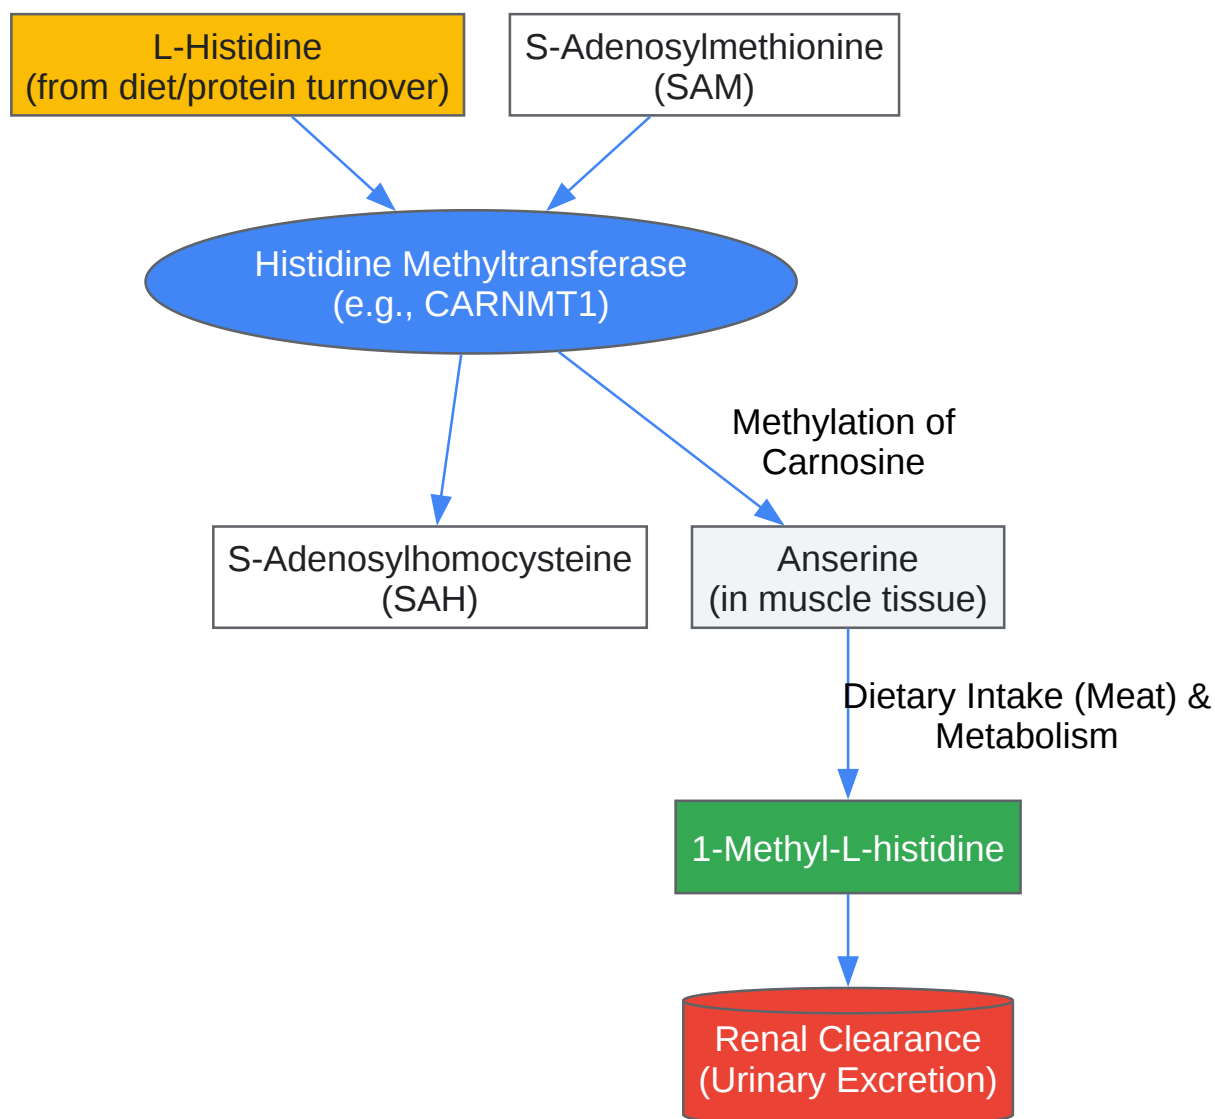 L-Histidine
(from diet/protein turnover)
S-Adenosylmethionine
(SAM)
Histidine Methyltransferase
(e.g., CARNMT1)
Methylation of
Carnosine
S-Adenosylhomocysteine
(SAH)
Anserine
(in muscle tissue)
Dietary Intake (Meat) &
Metabolism
1-Methyl-L-histidine
Renal Clearance
(Urinary Excretion)